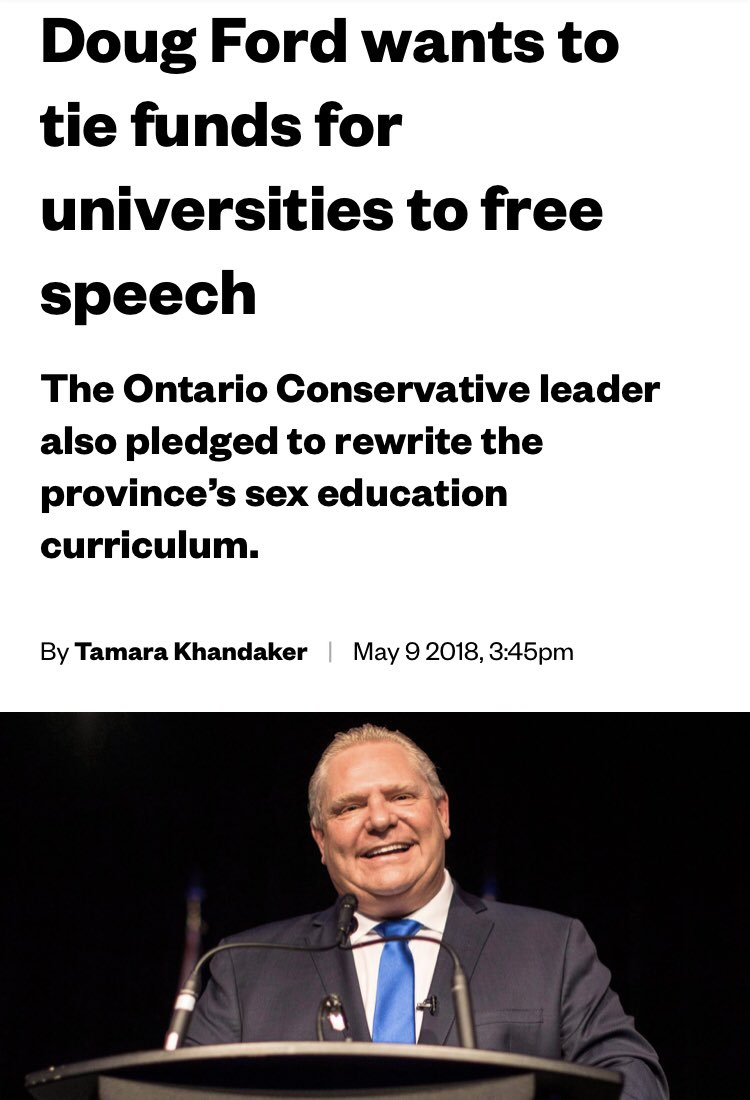 Doug Ford wants to
tie funds for
universities to free
speech
The Ontario Conservative leader
also pledged to rewrite the
province’s sex education
curriculum.
By Tamara Khandaker | May 9 2018, 3:45pm